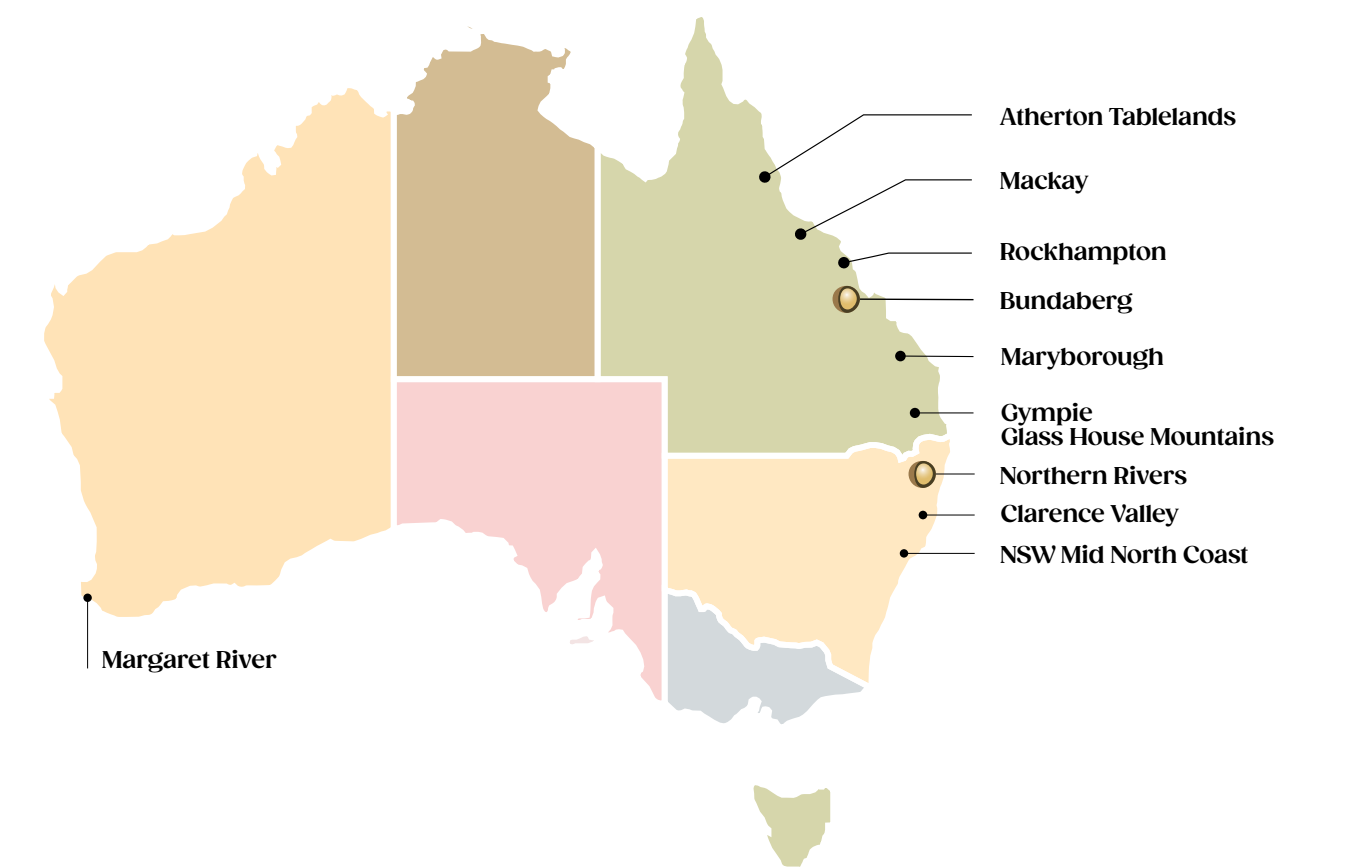 Atherton Tablelands
Mackay
Rockhampton
Bundaberg
Maryborough
Gympie
Glass House Mountains
Northern Rivers
Clarence Valley
NSW Mid North Coast
Margaret River